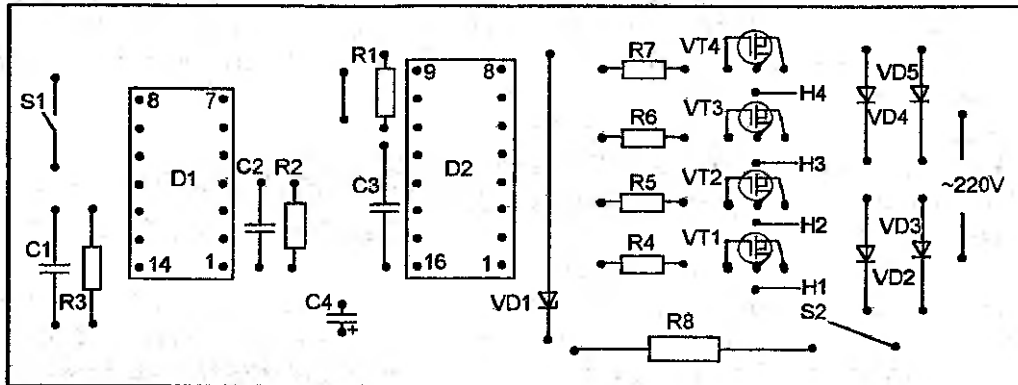 R1
R7
VT4
9
8
VD5
S1
8
7
H4
VD4
R6
VT3
D1
C2
R2
C3
D2
H3
~220V
R5
VT2
H2
VD3
C1
14
1
16
1
R4
VT1
VD2
R3
C4
+
VD1
H1
R8
S2